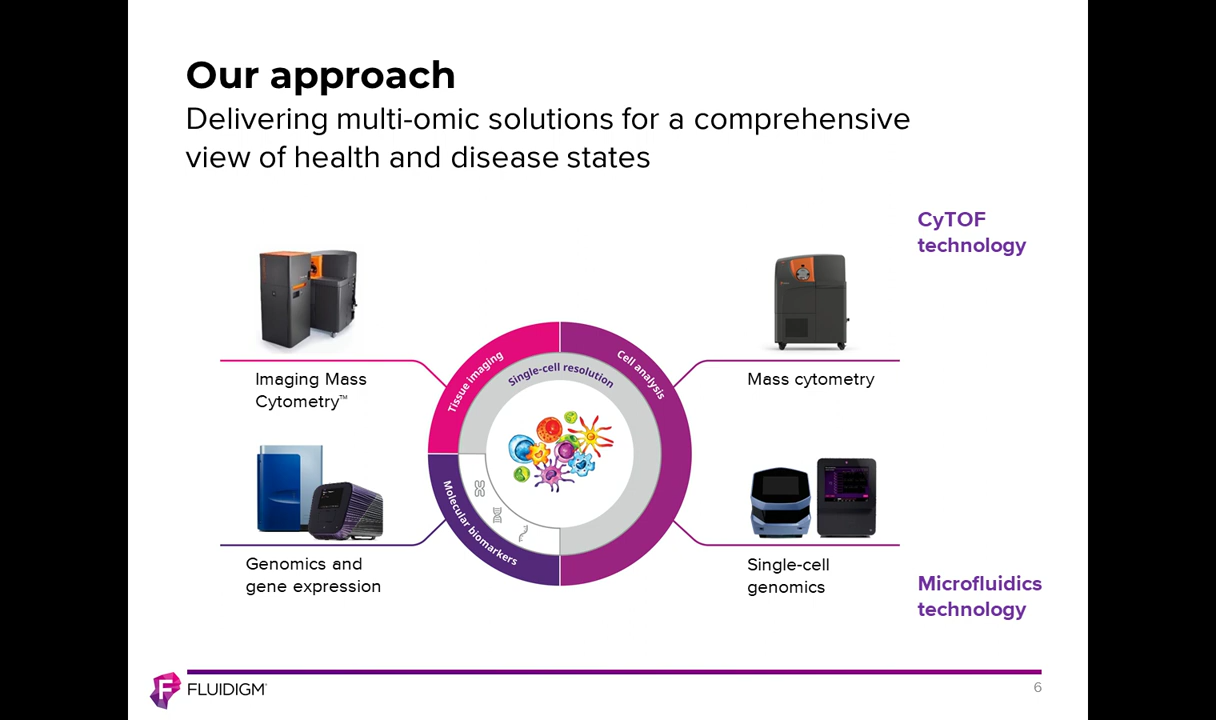 Our approach
Delivering multi-omic solutions for a comprehensive
view of health and disease states
CyTOF
technology
Imaging Mass
Cytometry™
Mass cytometry
Tissue imaging
Single-cell resolution
Cell analysis
Molecular biomarkers
Genomics and
gene expression
Single-cell
genomics
Microfluidics
technology
F
FLUIDIGM®
6